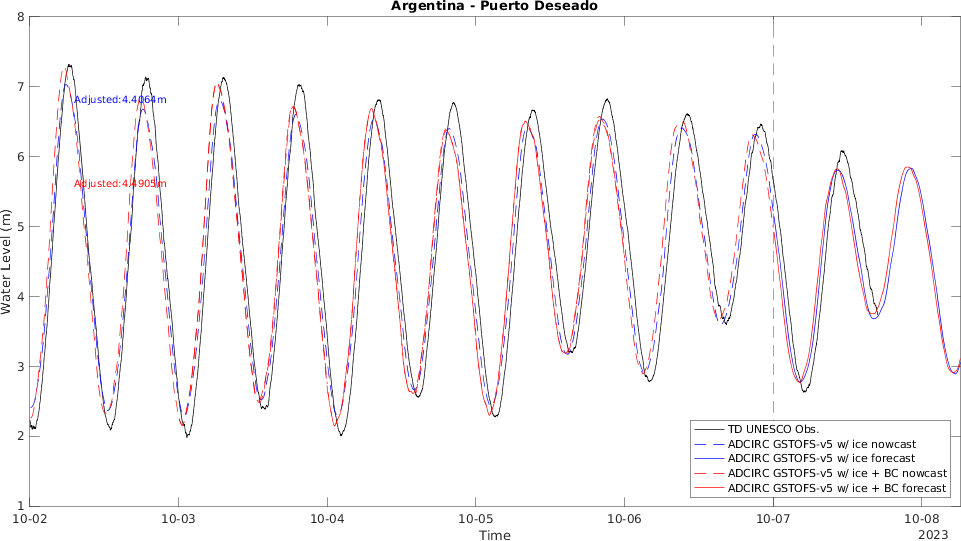 Argentina - Puerto Deseado
8
7
6
5
4
3
2
1
Water Level (m)
Adjusted:4.4064m
Adjusted:4.4905m
TD UNESCO Obs.
ADCIRC GSTOFS-v5 w/ ice nowcast
ADCIRC GSTOFS-v5 w/ ice forecast
ADCIRC GSTOFS-v5 w/ ice + BC nowcast
ADCIRC GSTOFS-v5 w/ ice + BC forecast
10-02 10-03 10-04 10-05 10-06 10-07 10-08
Time
2023